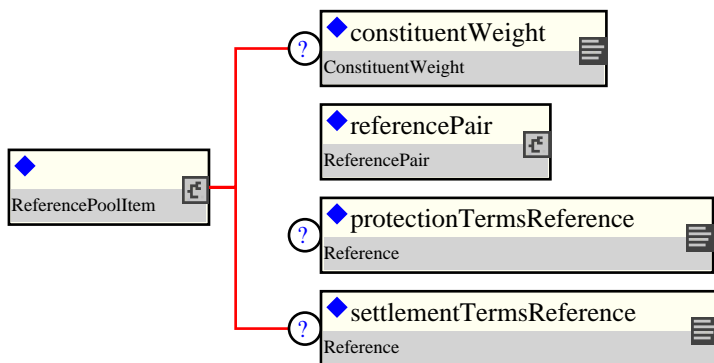 ?
constituentWeight
ConstituentWeight
referencePair
ReferencePair
ReferencePoolItem
?
protectionTermsReference
Reference
?
settlementTermsReference
Reference